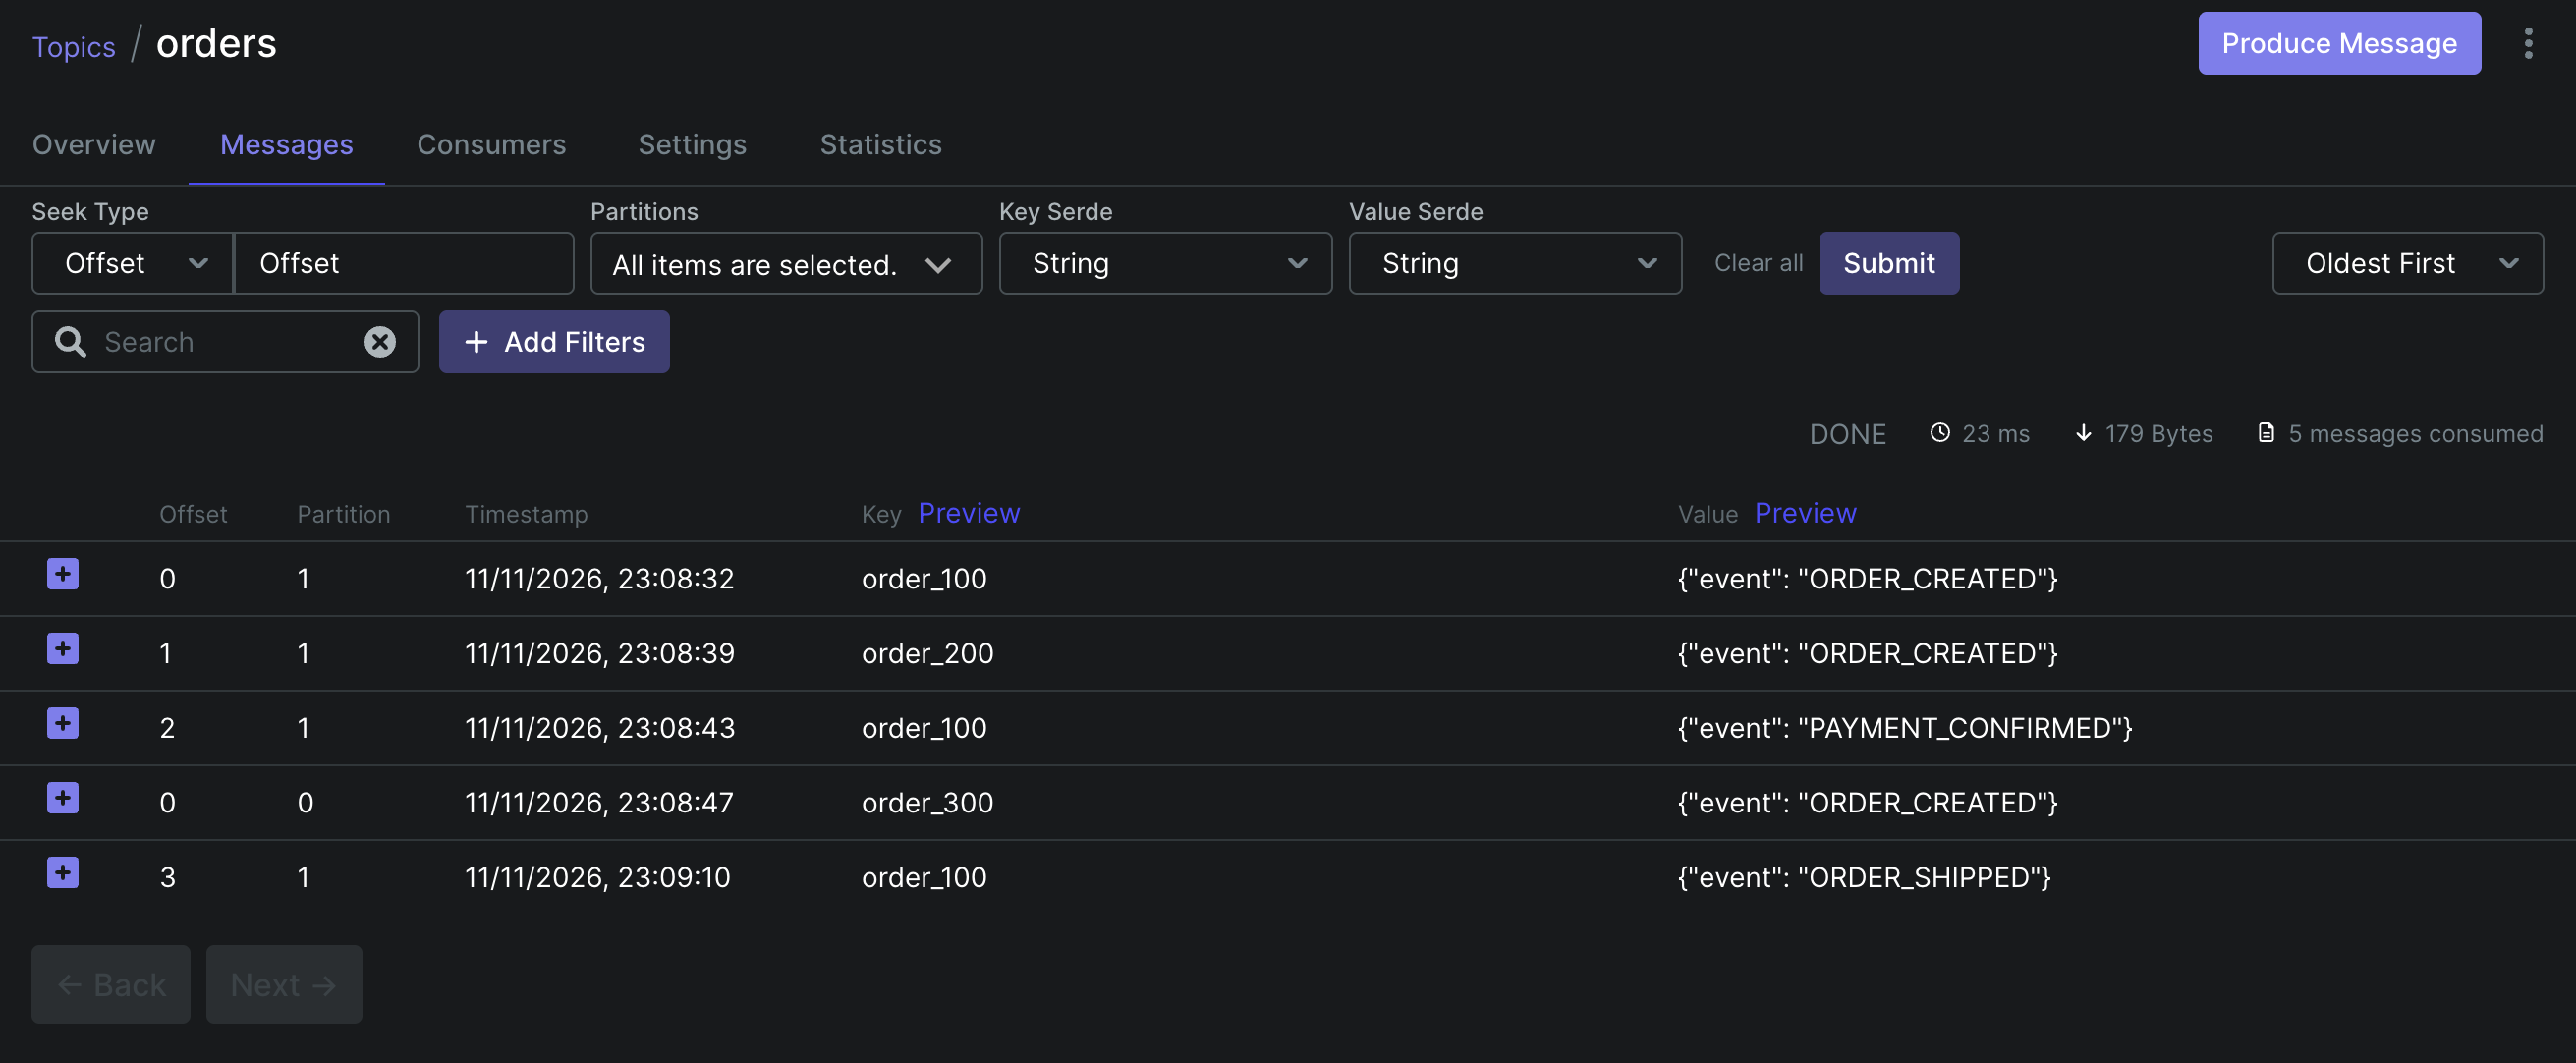 Topics / orders Produce Message
Overview Messages Consumers Settings Statistics
Seek Type Partitions Key Serde Value Serde
Offset Offset All items are selected. String String Clear all Submit Oldest First
Search + Add Filters
DONE 23 ms 179 Bytes 5 messages consumed
Offset Partition Timestamp Key Preview Value Preview
0 1 11/11/2026, 23:08:32 order_100 {"event": "ORDER_CREATED"}
1 1 11/11/2026, 23:08:39 order_200 {"event": "ORDER_CREATED"}
2 1 11/11/2026, 23:08:43 order_100 {"event": "PAYMENT_CONFIRMED"}
0 0 11/11/2026, 23:08:47 order_300 {"event": "ORDER_CREATED"}
3 1 11/11/2026, 23:09:10 order_100 {"event": "ORDER_SHIPPED"}
← Back Next →